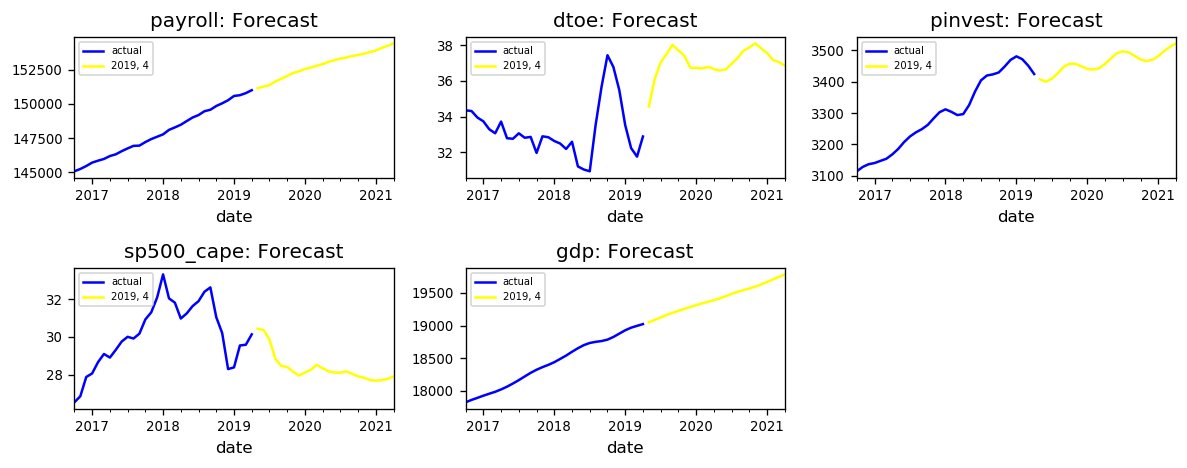 payroll: Forecast
actual
2019, 4
152500
150000
147500
145000
2017 2018 2019 2020 2021
date
dtoe: Forecast
actual
2019, 4
38
36
34
32
2017 2018 2019 2020 2021
date
pinvest: Forecast
actual
2019, 4
3500
3400
3300
3200
3100
2017 2018 2019 2020 2021
date
sp500_cape: Forecast
actual
2019, 4
32
30
28
2017 2018 2019 2020 2021
date
gdp: Forecast
actual
2019, 4
19500
19000
18500
18000
2017 2018 2019 2020 2021
date